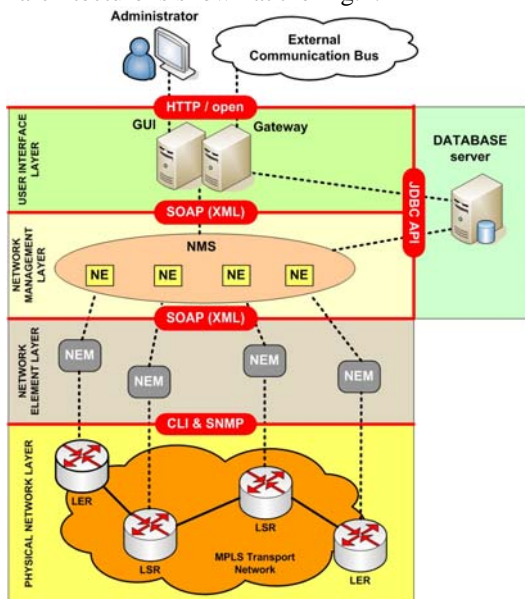 Administrator
External
Communication Bus
HTTP / open
GUI
Gateway
USER INTERFACE
LAYER
DATABASE
server
JDBC API
SOAP (XML)
NMS
NETWORK
MANAGEMENT
LAYER
NE
NE
NE
NE
SOAP (XML)
NETWORK
ELEMENT LAYER
NEM
NEM
NEM
NEM
CLI & SNMP
PHYSICAL NETWORK LAYER
LER
LSR
LSR
LER
MPLS Transport
Network